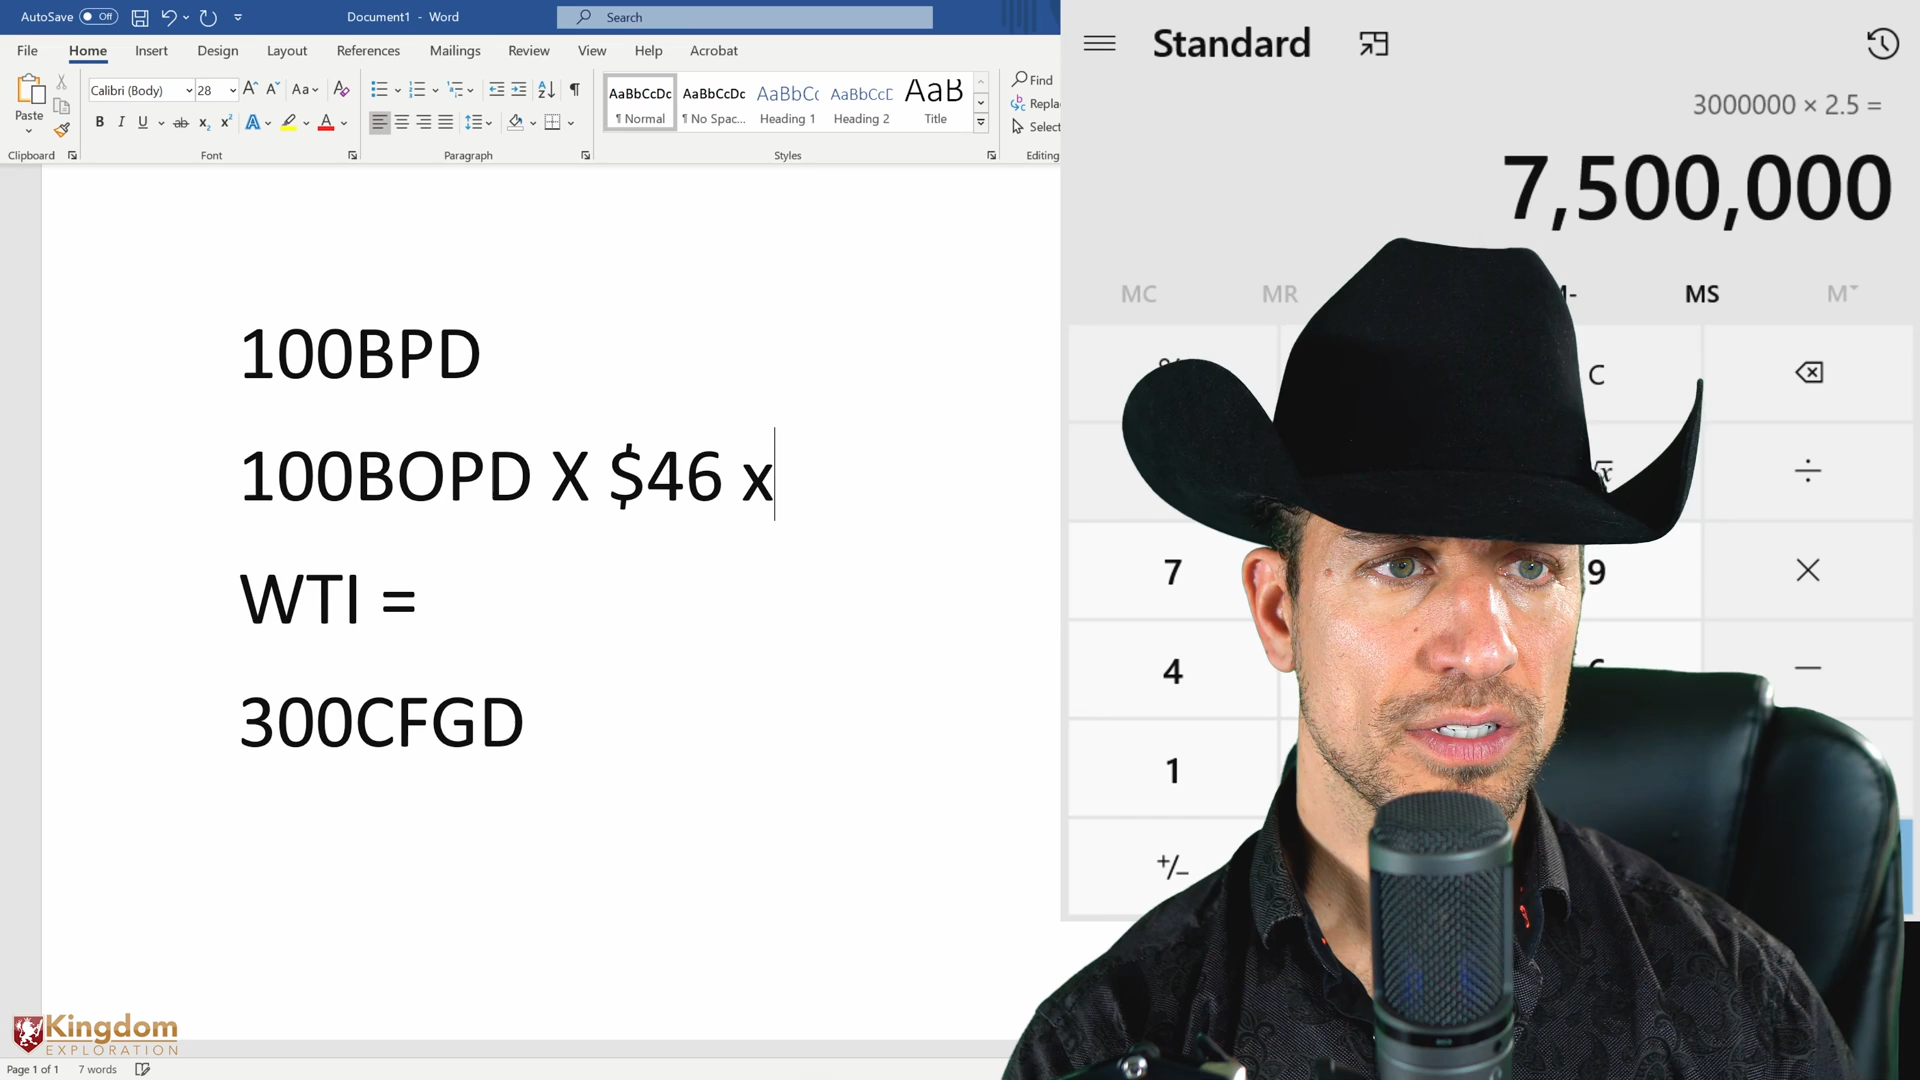 AutoSave Off Document1 - Word Search
File Home Insert Design Layout References Mailings Review View Help Acrobat
Paste
Calibri (Body) 28
AaBbCcDc AaBbCcDc AaBbCc AaBbCcD AaB
¶ Normal ¶ No Spac... Heading 1 Heading 2 Title
Find
Repla
Select
Clipboard Font Paragraph Styles Editing
100BPD
100BOPD X $46 x
WTI =
300CFGD
Kingdom
EXPLORATION
Page 1 of 1 7 words
Standard
3000000 × 2.5 =
7,500,000
MC MR MS M
C
÷
7 9 ×
4 —
1
+/–